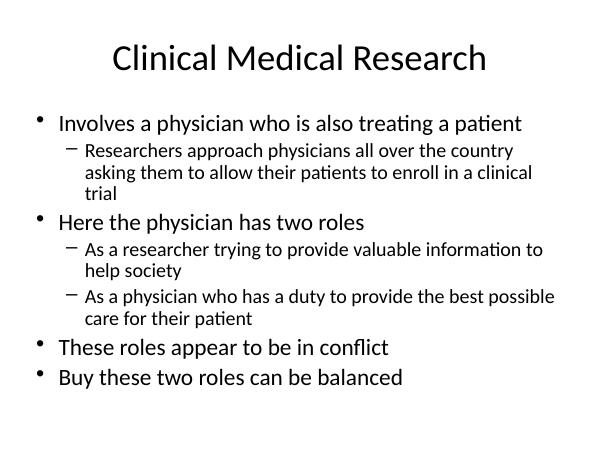 Clinical Medical Research
• Involves a physician who is also treating a patient
– Researchers approach physicians all over the country
asking them to allow their patients to enroll in a clinical
trial
• Here the physician has two roles
– As a researcher trying to provide valuable information to
help society
– As a physician who has a duty to provide the best possible
care for their patient
• These roles appear to be in conflict
• Buy these two roles can be balanced